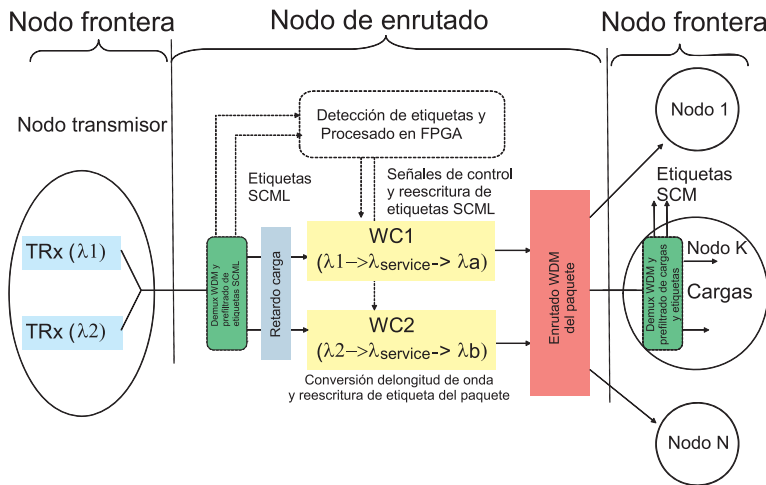 Nodo frontera
Nodo de enrutado
Nodo frontera
Nodo transmisor
TRx (λ1)
TRx (λ2)
Detección de etiquetas y
Procesado en FPGA
Etiquetas
SCML
Señales de control
y reescritura de
etiquetas SCML
Demux WDM y
prefiltrado de
etiquetas SCML
Retardo carga
WC1
(λ1->λservice-> λa)
WC2
(λ2->λservice-> λb)
Conversión delongitud de onda
y reescritura de etiqueta del paquete
Enrutado WDM
del paquete
Nodo 1
Etiquetas
SCM
Demux WDM y
prefiltrado de cargas
y etiquetas
Nodo K
Cargas
Nodo N